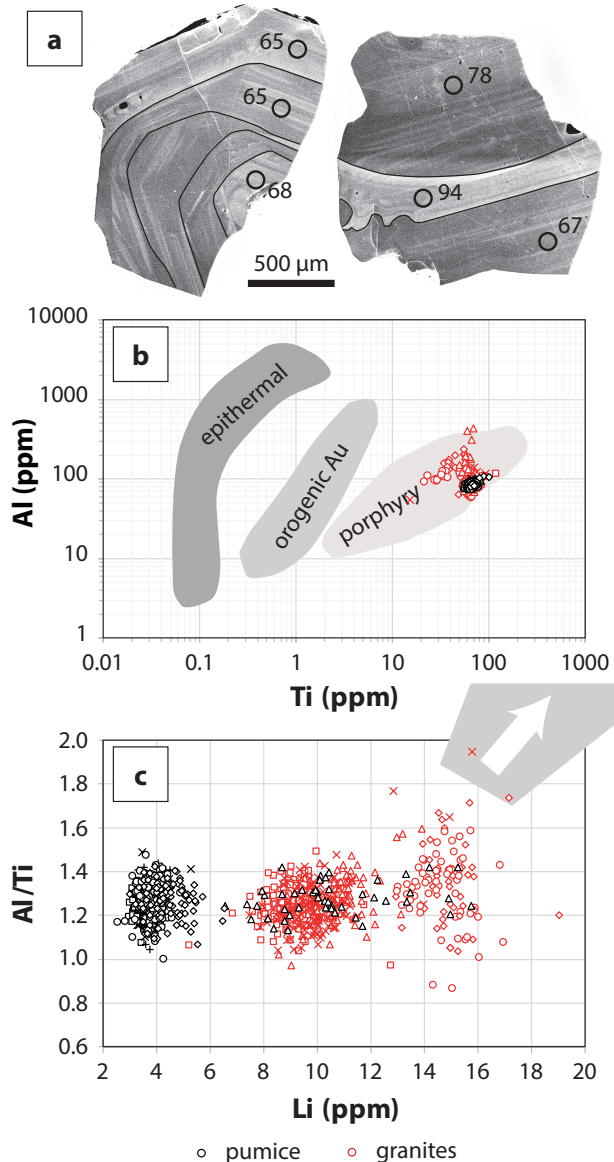 a
65
65
68
78
94
67
500 µm
b
10000
1000
100
10
1
Al (ppm)
epithermal
orogenic Au
porphyry
0.01 0.1 1 10 100 1000
Ti (ppm)
c
2.0
1.8
1.6
1.4
1.2
1.0
0.8
0.6
Al/Ti
2 4 6 8 10 12 14 16 18 20
Li (ppm)
pumice granites